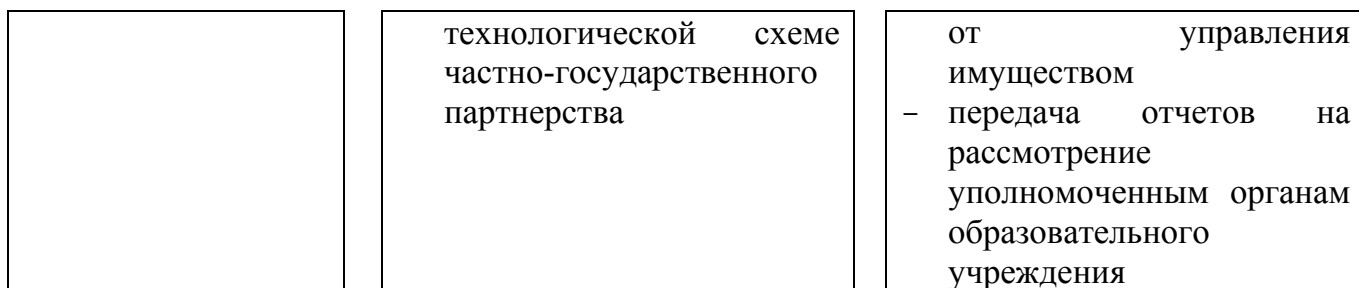 технологической схеме
частно-государственного
партнерства
от управления
имуществом
– передача отчетов на
рассмотрение
уполномоченным органам
образовательного
учреждения